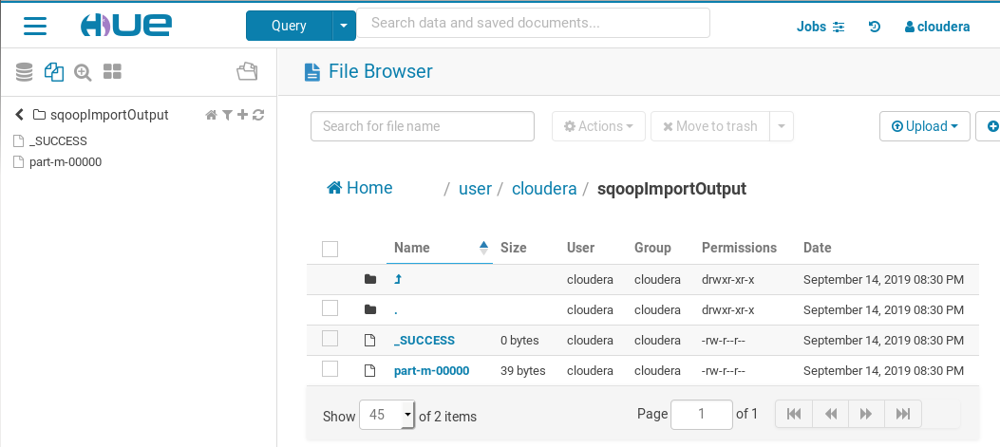 HUE Query Search data and saved documents... Jobs cloudera
File Browser
sqoopImportOutput
_SUCCESS
part-m-00000
Search for file name Actions Move to trash Upload
Home / user / cloudera / sqoopImportOutput
Name Size User Group Permissions Date
cloudera cloudera drwxr-xr-x September 14, 2019 08:30 PM
. cloudera cloudera drwxr-xr-x September 14, 2019 08:30 PM
_SUCCESS 0 bytes cloudera cloudera -rw-r--r-- September 14, 2019 08:30 PM
part-m-00000 39 bytes cloudera cloudera -rw-r--r-- September 14, 2019 08:30 PM
Show 45 of 2 items Page 1 of 1